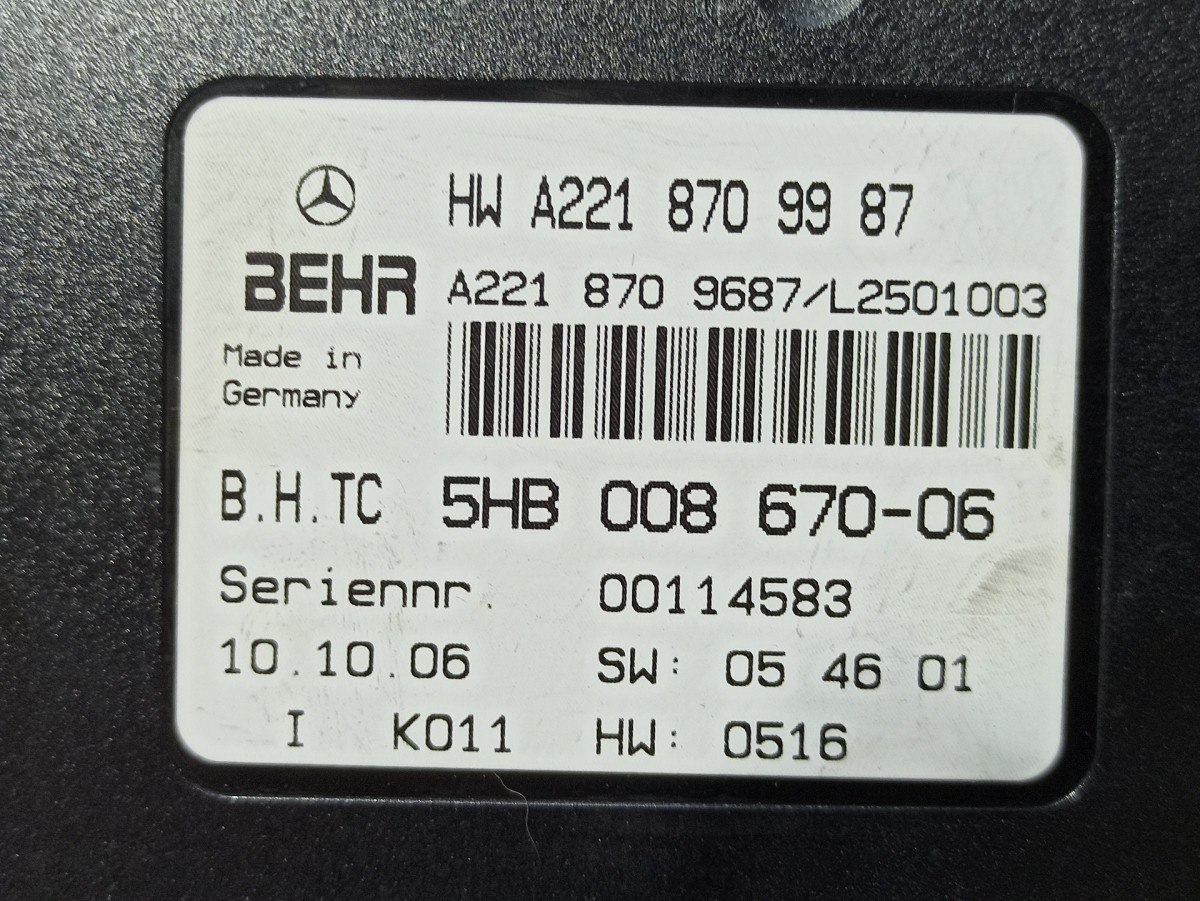 HW A221 870 99 87
BEHR
A221 870 9687/L2501003
Made in
Germany
B.H.TC 5HB 008 670-06
Seriennr. 00114583
10.10.06 SW: 05 46 01
I K011 HW: 0516